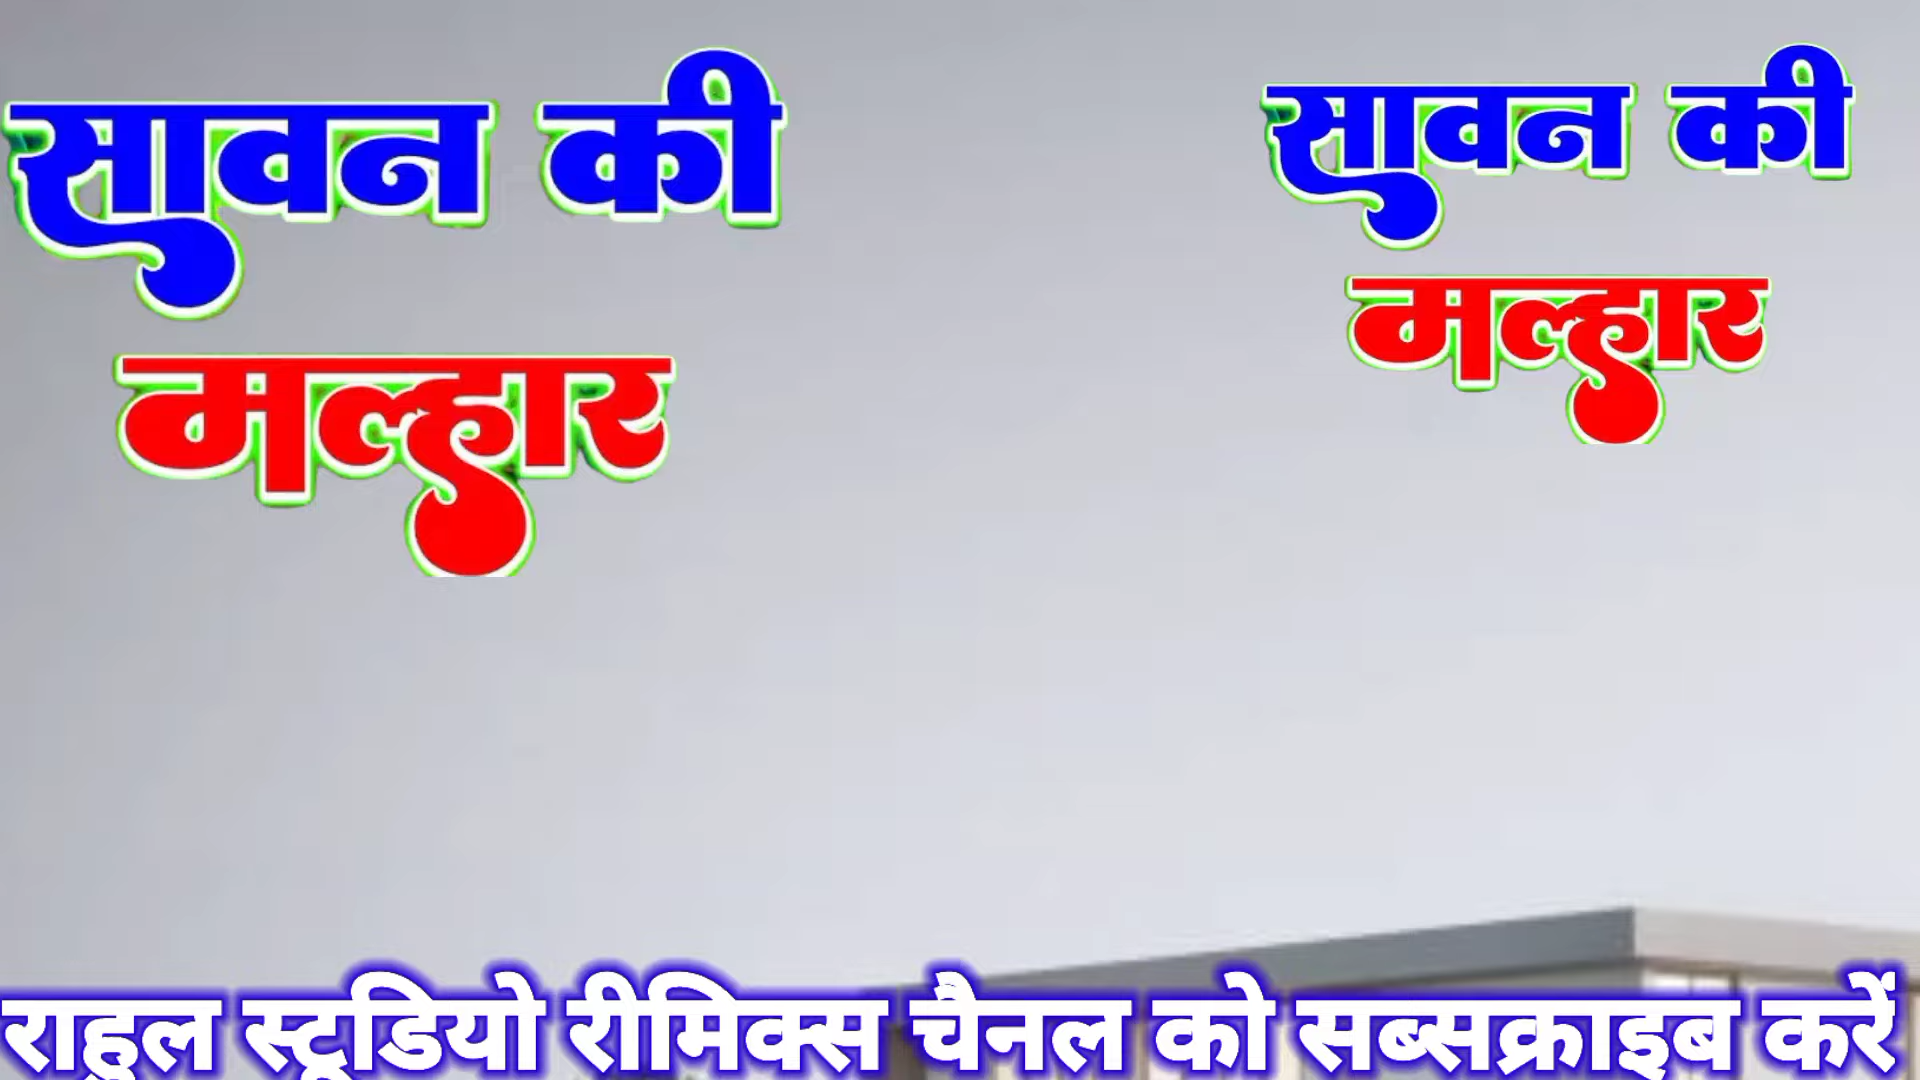 सावन की
मल्हार
सावन की
मल्हार
राहुल स्टूडियो रीमिक्स चैनल को सब्सक्राइब करें